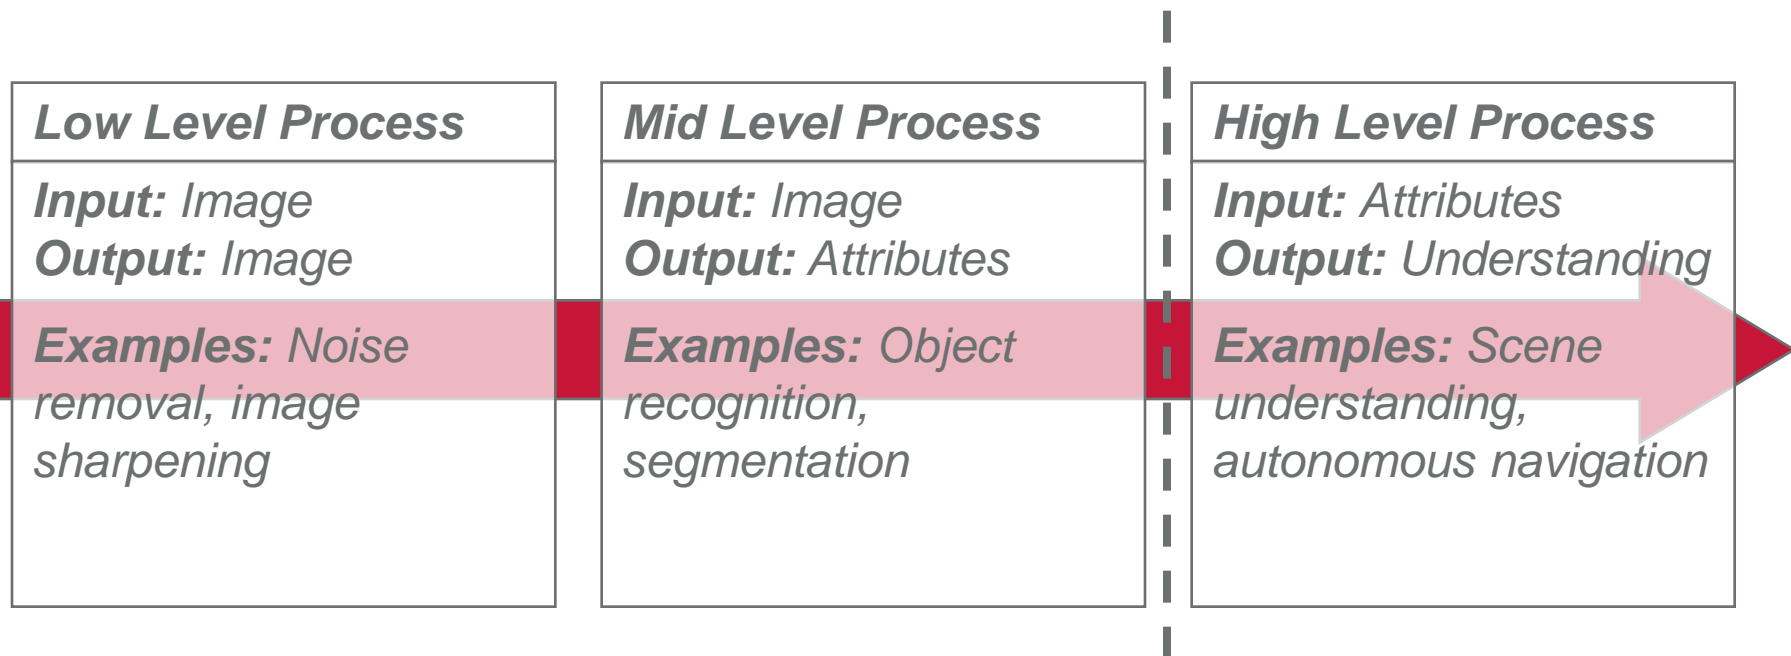 Low Level Process
Input: Image
Output: Image
Examples: Noise
removal, image
sharpening
Mid Level Process
Input: Image
Output: Attributes
Examples: Object
recognition,
segmentation
High Level Process
Input: Attributes
Output: Understanding
Examples: Scene
understanding,
autonomous navigation